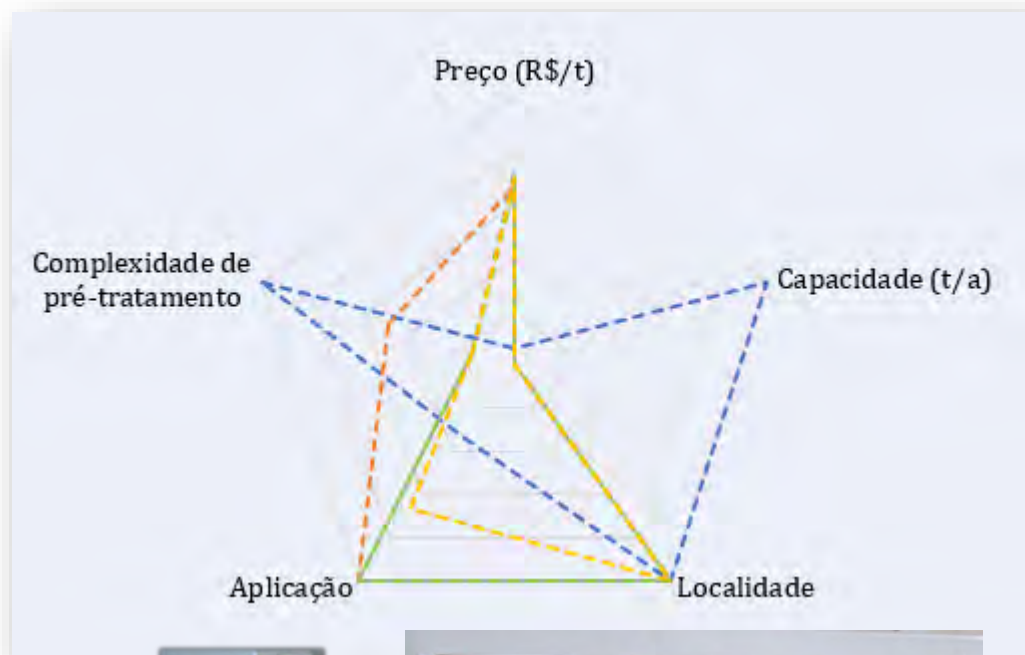 Preço (R$/t)
Complexidade de
pré-tratamento
Capacidade (t/a)
Aplicação
Localidade